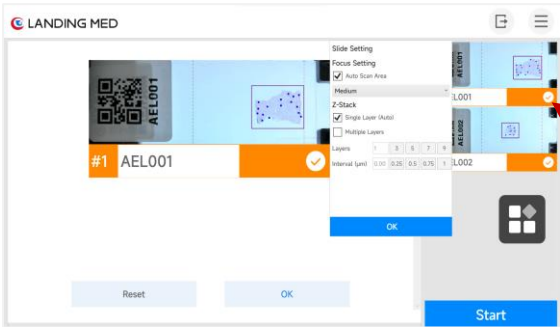 LANDING MED
AEL001
#1 AEL001
Reset
OK
Slide Setting
Focus Setting
Auto Scan Area
Medium
Z-Stack
Single Layer (Auto)
Multiple Layers
Layers 1 3 5 7 9
Interval (μm) 0.00 0.25 0.5 0.75 1
OK
AEL001
EL001
AEL002
EL002
Start